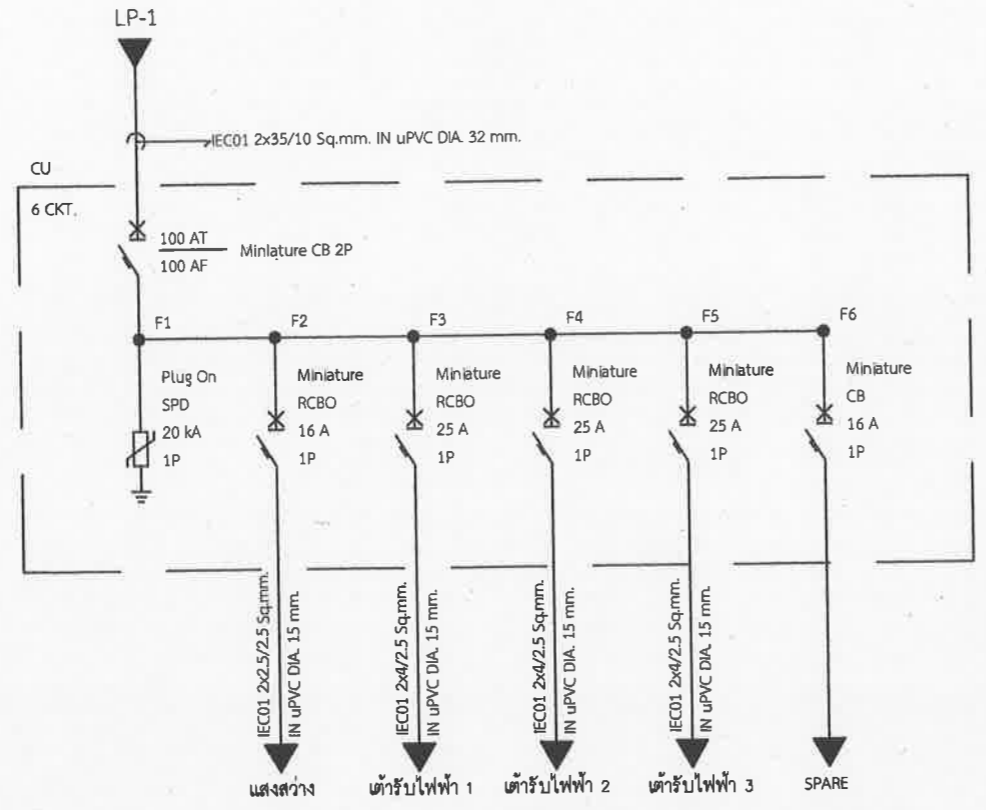 LP-1
IEC01 2x35/10 Sq.mm. IN uPVC DIA. 32 mm.
CU
6 CKT.
100 AT
100 AF
Miniature CB 2P
F1
F2
F3
F4
F5
F6
Plug On
SPD
20 kA
1P
Miniature
RCBO
16 A
1P
Miniature
RCBO
25 A
1P
Miniature
RCBO
25 A
1P
Miniature
RCBO
25 A
1P
Miniature
CB
16 A
1P
IEC01 2x2.5/2.5 Sq.mm.
IN uPVC DIA. 15 mm.
IEC01 2x4/2.5 Sq.mm.
IN uPVC DIA. 15 mm.
IEC01 2x4/2.5 Sq.mm.
IN uPVC DIA. 15 mm.
IEC01 2x4/2.5 Sq.mm.
IN uPVC DIA. 15 mm.
แสงสว่าง
เต้ารับไฟฟ้า 1
เต้ารับไฟฟ้า 2
เต้ารับไฟฟ้า 3
SPARE